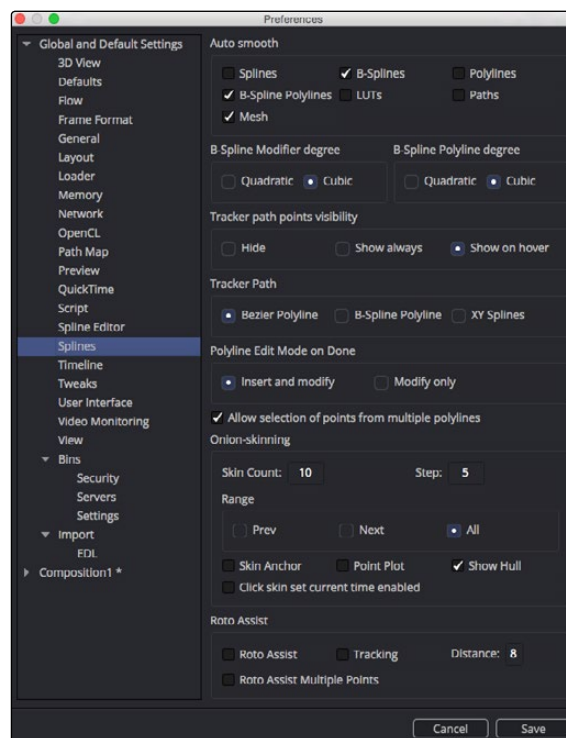 Preferences
Global and Default Settings
3D View
Defaults
Flow
Frame Format
General
Layout
Loader
Memory
Network
OpenCL
Path Map
Preview
QuickTime
Script
Spline Editor
Splines
Timeline
Tweaks
User Interface
Video Monitoring
View
Bins
Security
Servers
Settings
Import
EDL
Composition1 *
Auto smooth
Splines B-Splines Polylines
B-Spline Polylines LUTs Paths
Mesh
B-Spline Modifier degree B-Spline Polyline degree
Quadratic Cubic Quadratic Cubic
Tracker path points visibility
Hide Show always Show on hover
Tracker Path
Bezier Polyline B-Spline Polyline XY Splines
Polyline Edit Mode on Done
Insert and modify Modify only
Allow selection of points from multiple polylines
Onion-skinning
Skin Count: 10 Step: 5
Range
Prev Next All
Skin Anchor Point Plot Show Hull
Click skin set current time enabled
Roto Assist
Roto Assist Tracking Distance: 8
Roto Assist Multiple Points
Cancel Save